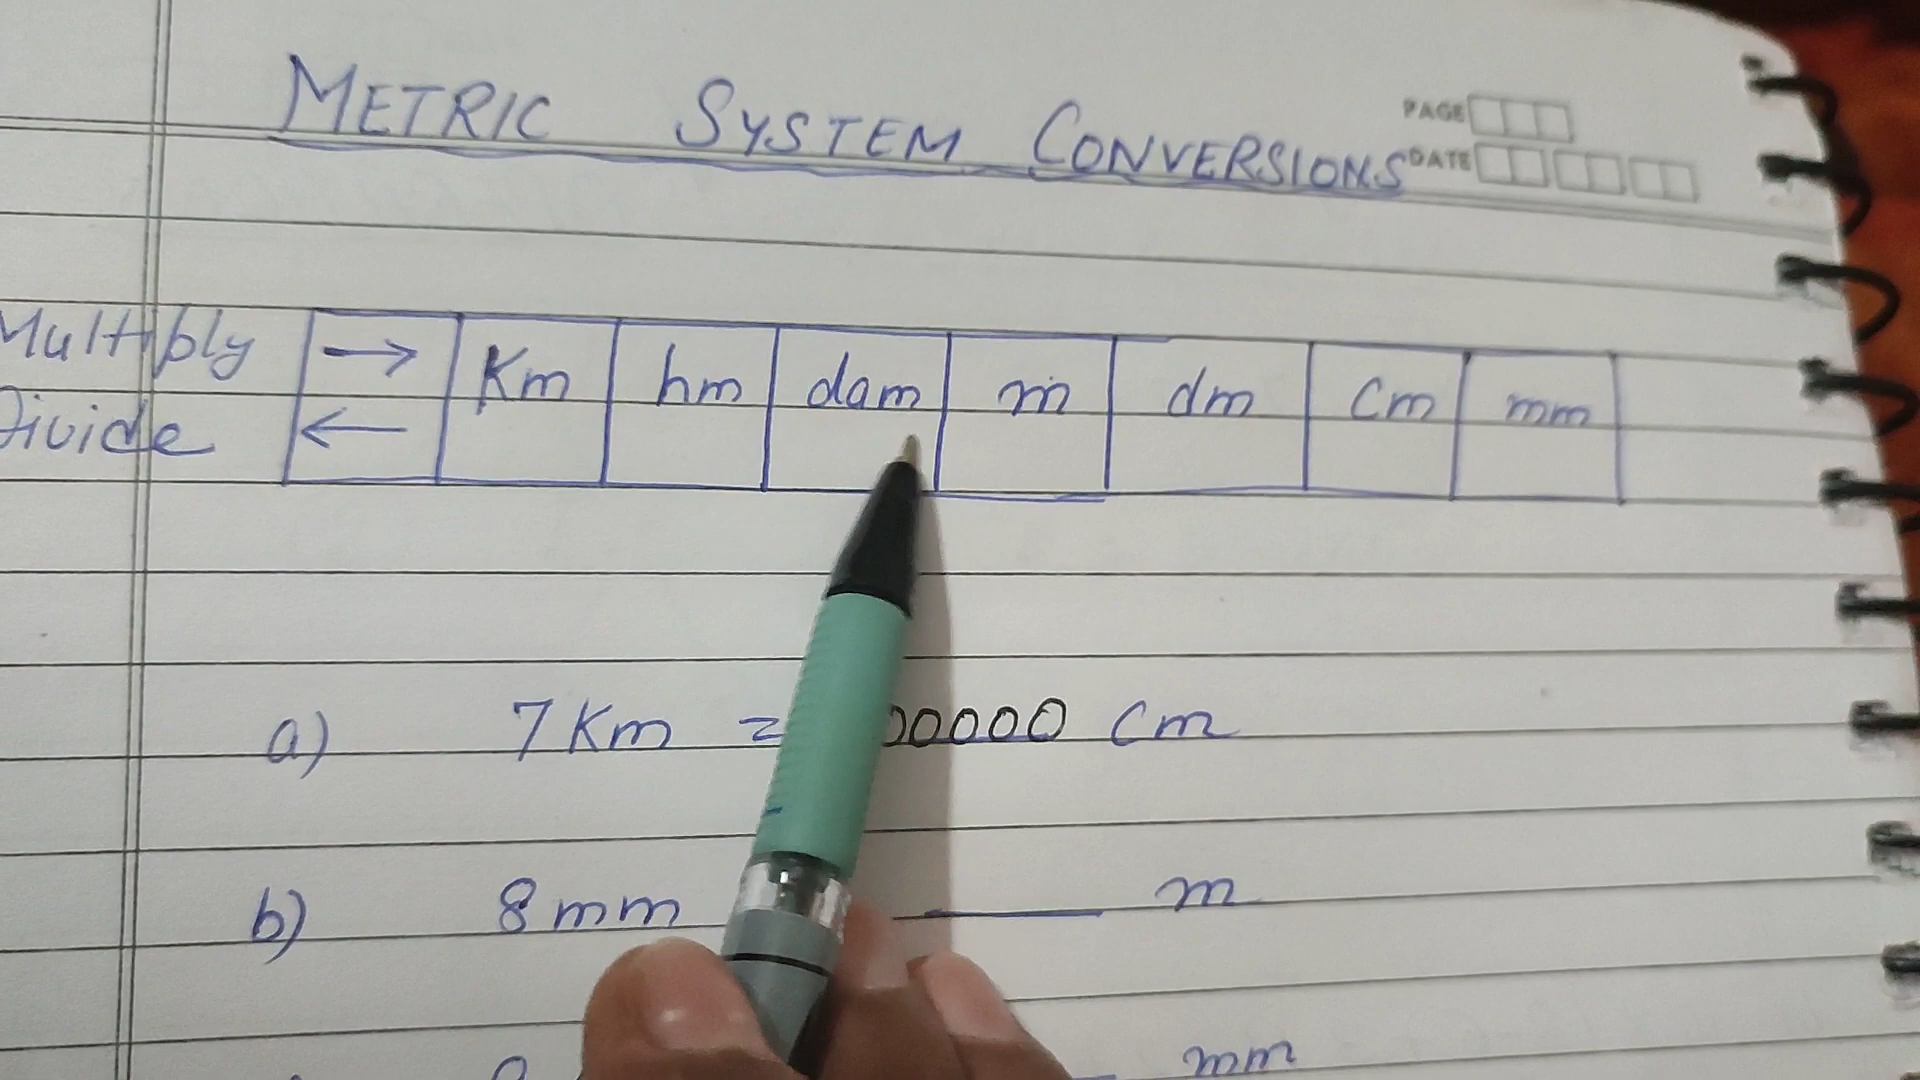 METRIC SYSTEM CONVERSIONS
PAGE
DATE
Multiply → Km hm dam m dm Cm mm
Divide ←
a) 7 Km = 00000 Cm
b) 8 mm m
mm